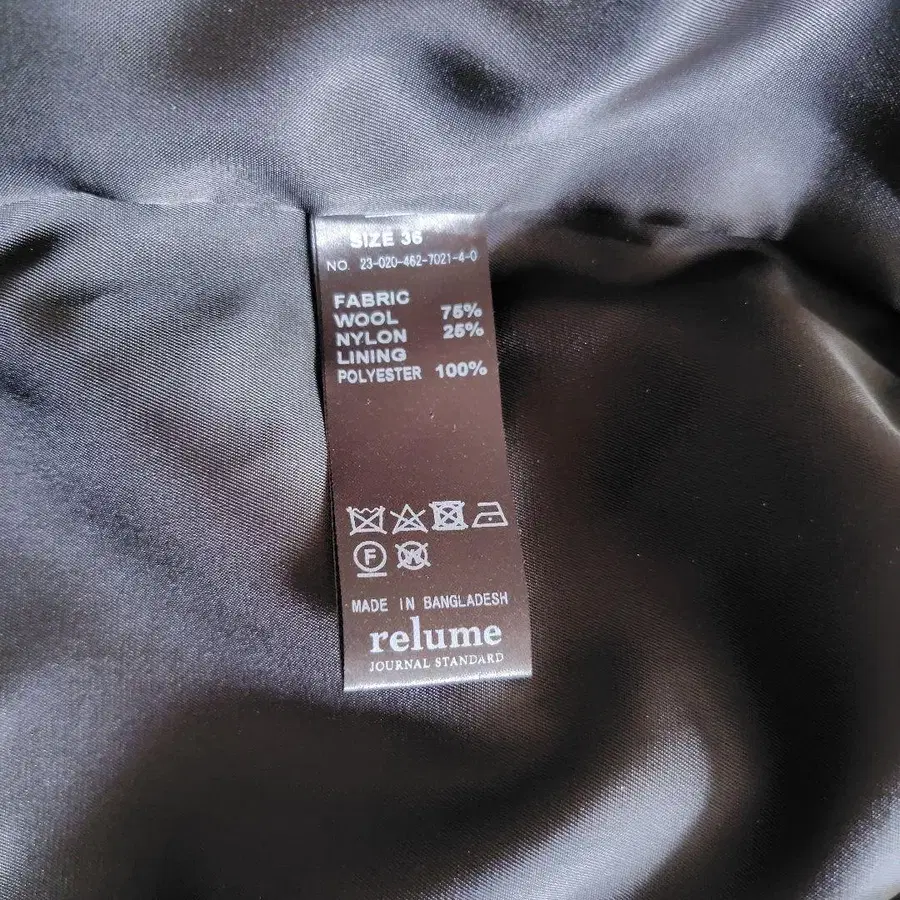 SIZE 36
NO. 23-020-462-7021-4-0
FABRIC
WOOL 75%
NYLON 25%
LINING
POLYESTER 100%
F W
MADE IN BANGLADESH
relume
JOURNAL STANDARD